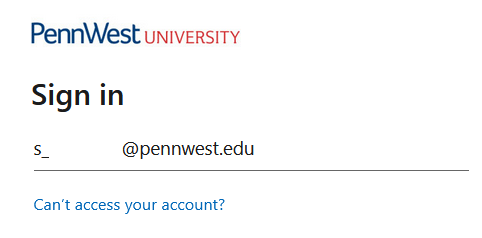 PennWest UNIVERSITY
Sign in
s_ @pennwest.edu
Can't access your account?